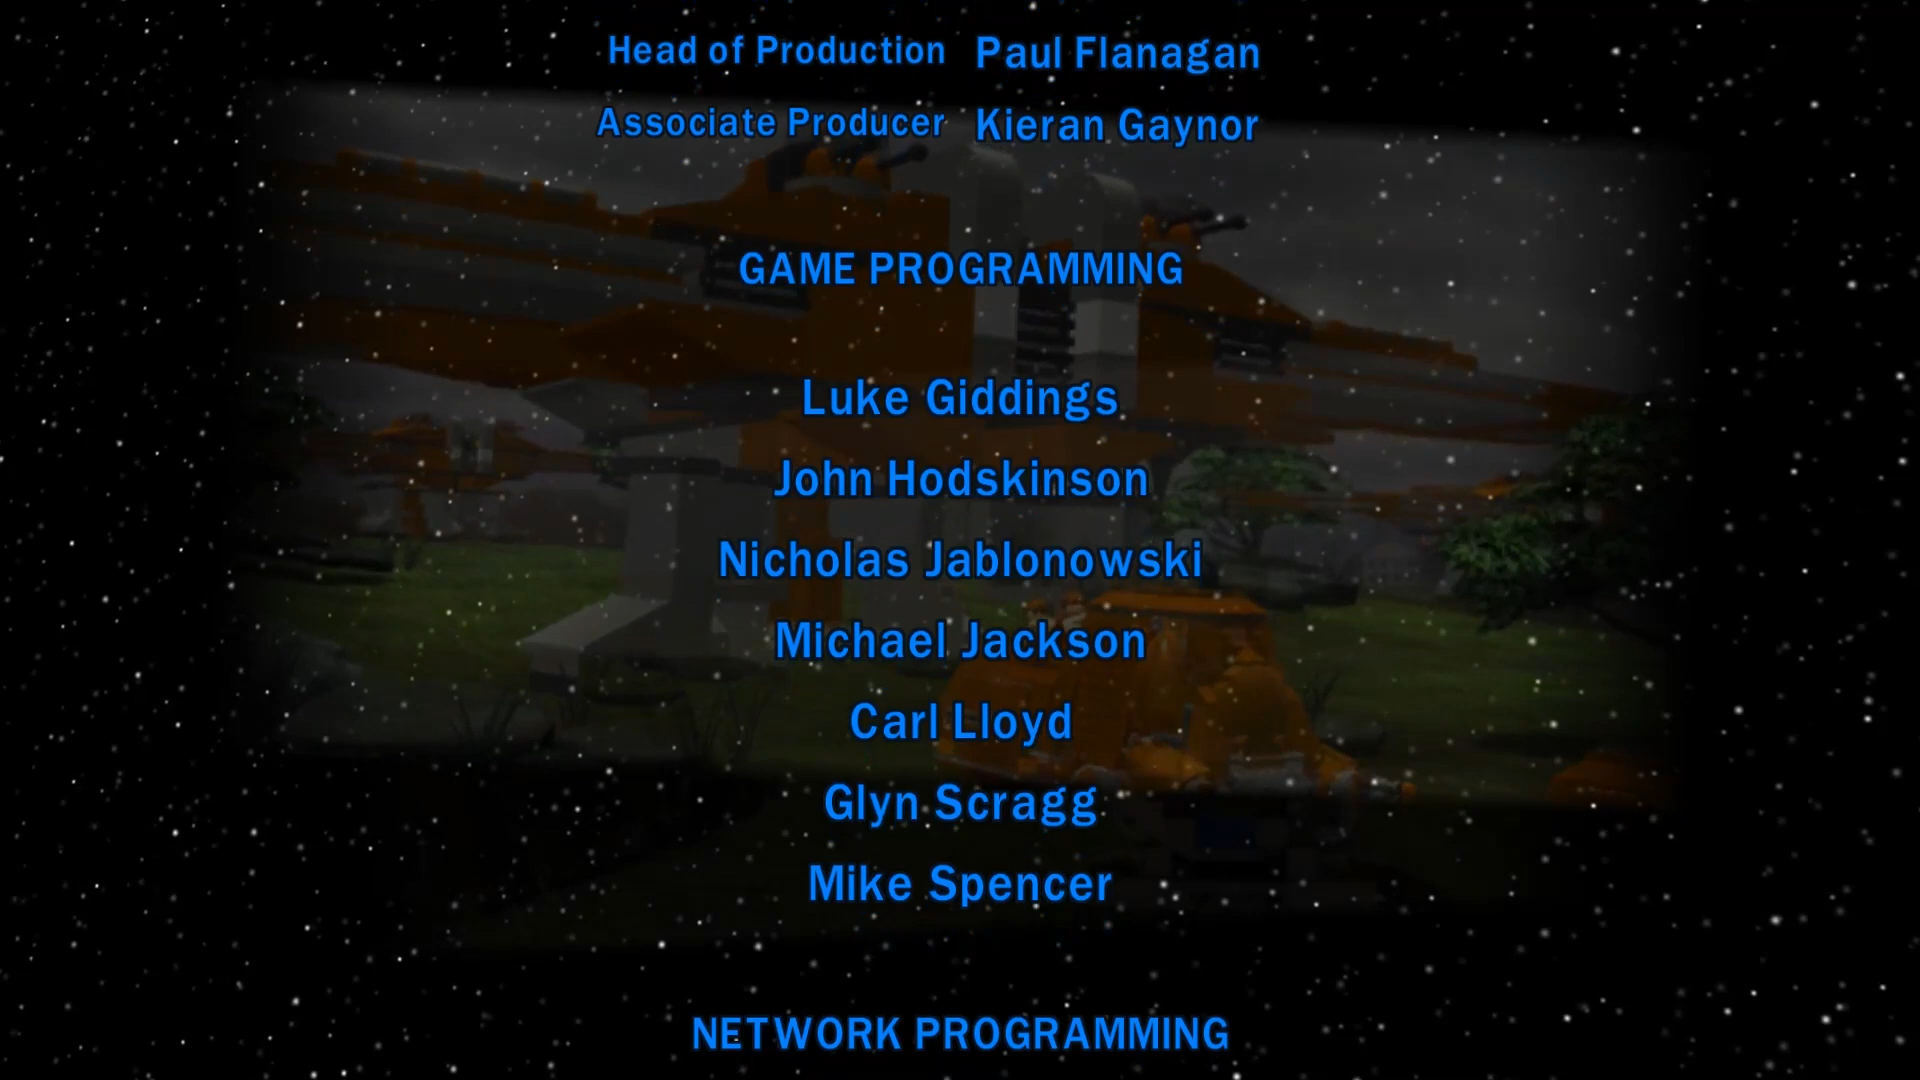 Head of Production Paul Flanagan
Associate Producer Kieran Gaynor
GAME PROGRAMMING
Luke Giddings
John Hodskinson
Nicholas Jablonowski
Michael Jackson
Carl Lloyd
Glyn Scragg
Mike Spencer
NETWORK PROGRAMMING